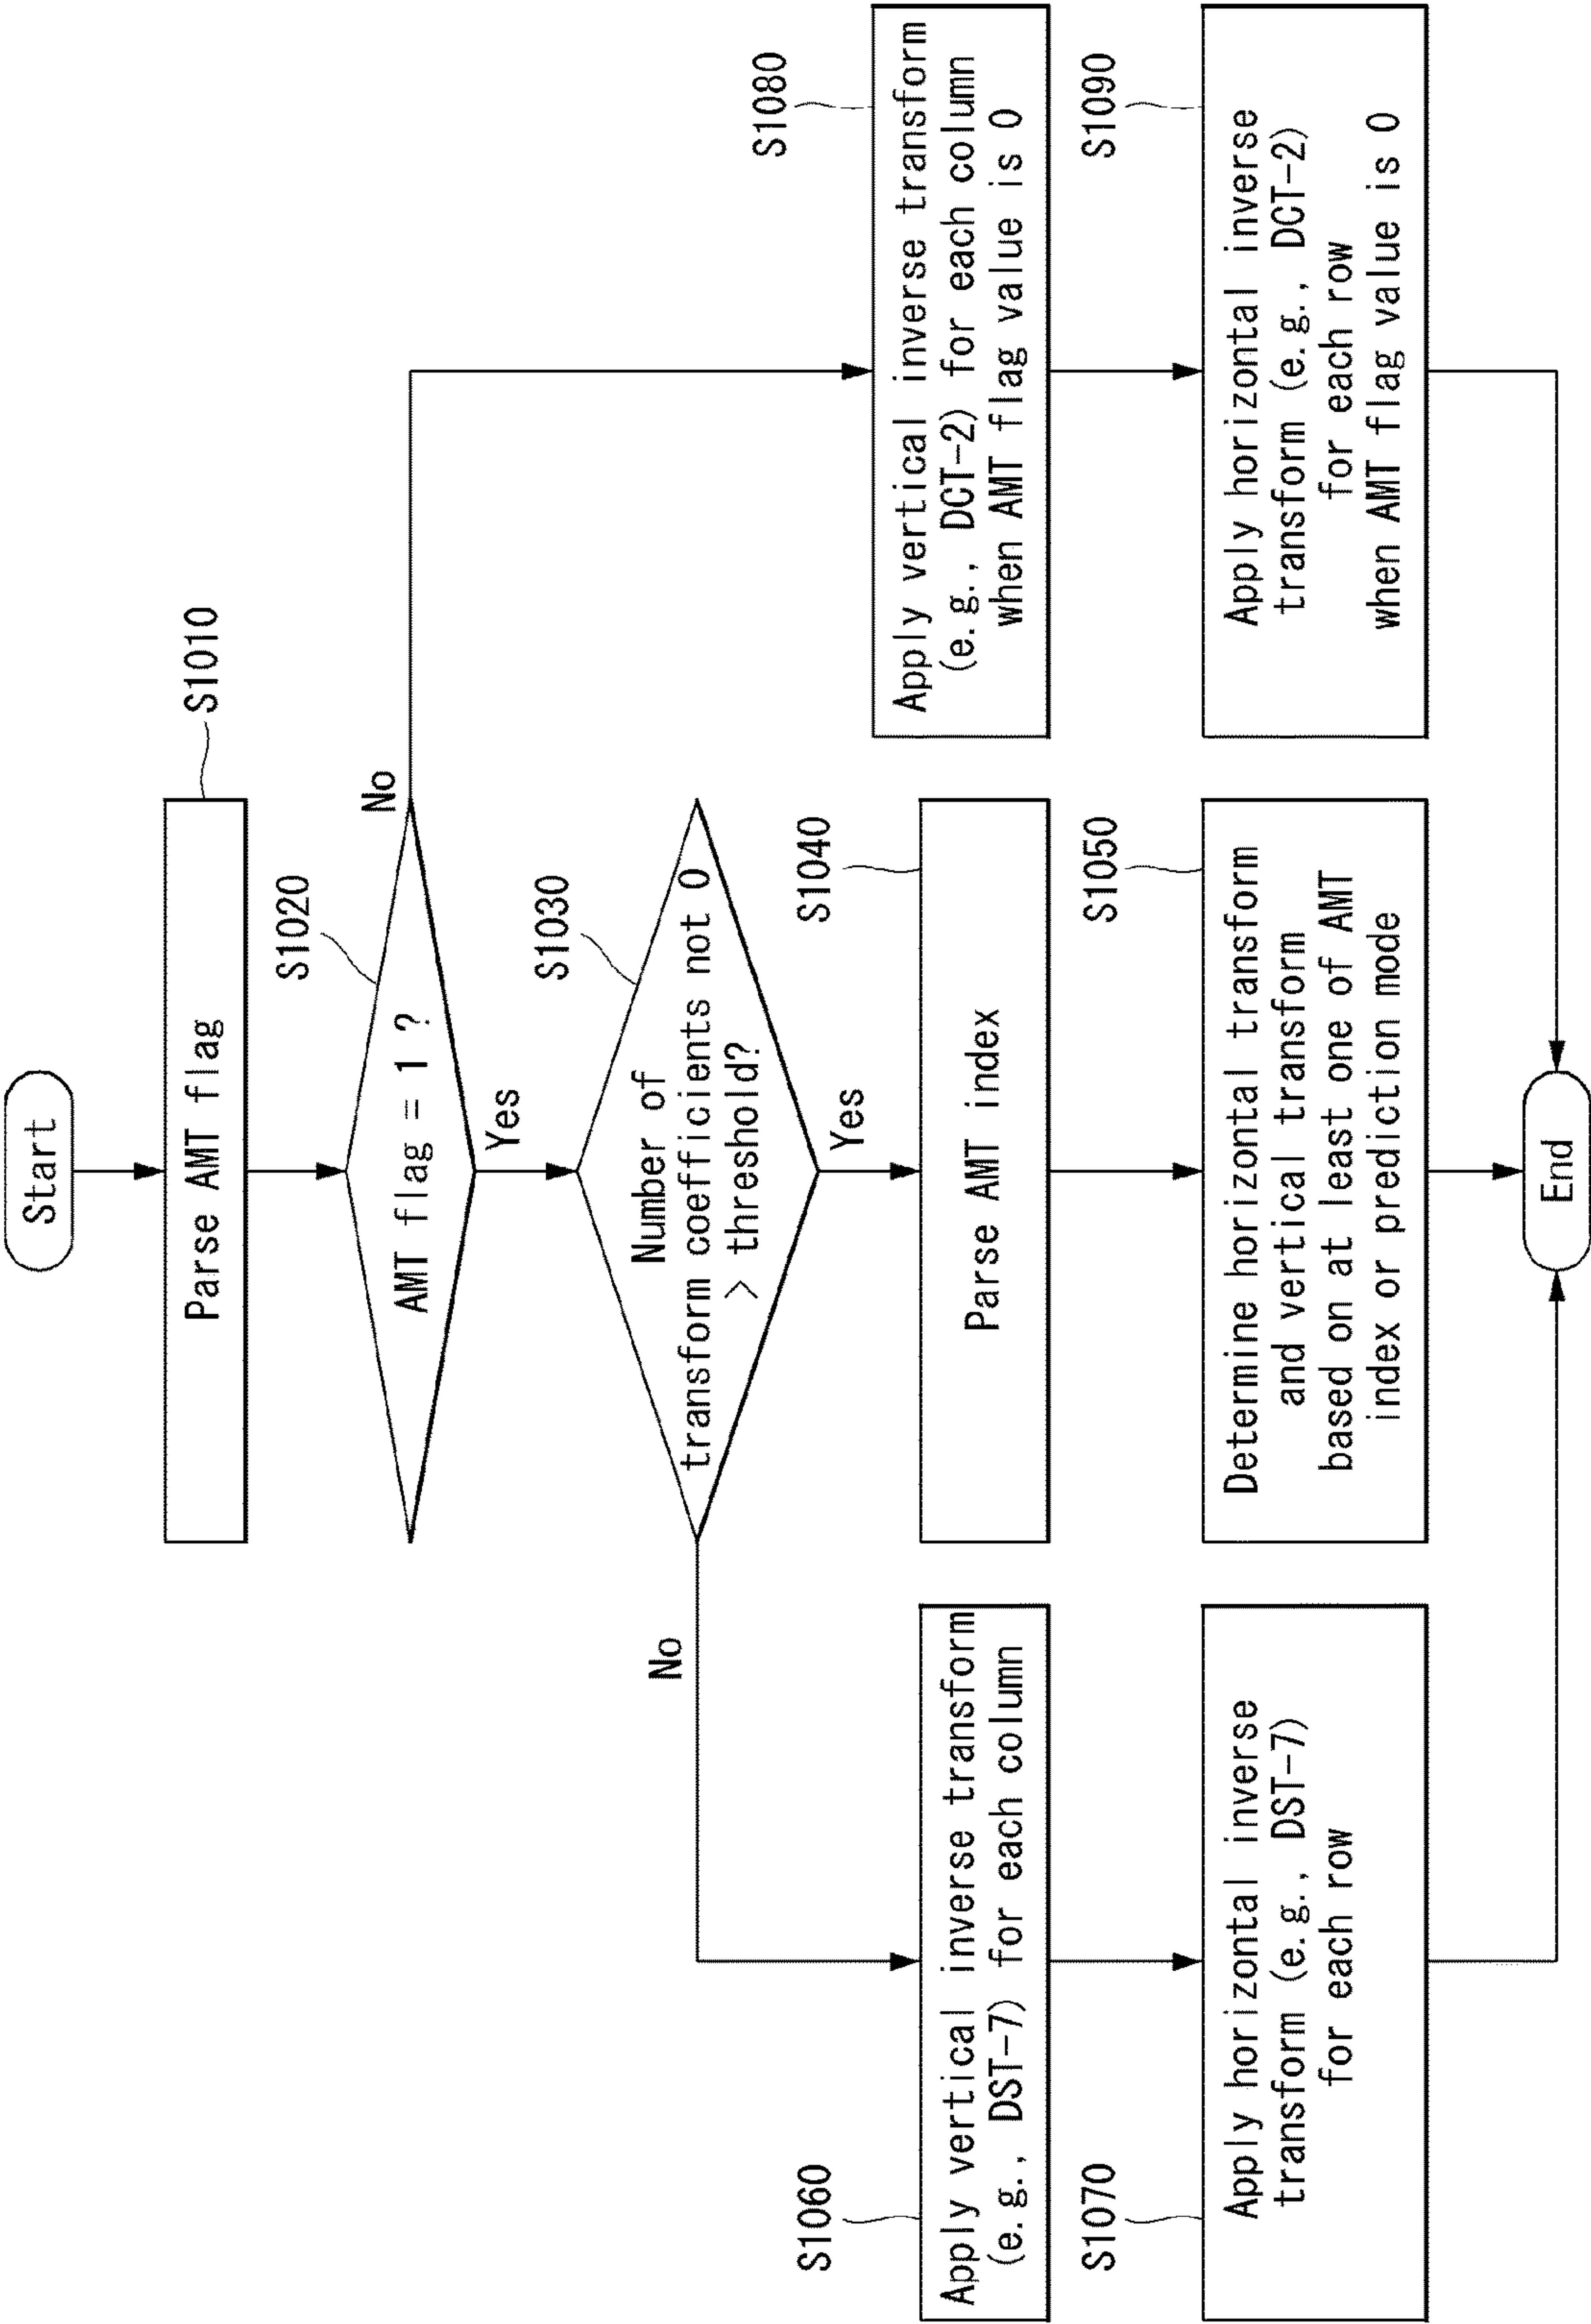 Start
Parse AMT flag
S1010
AMT flag = 1 ?
S1020
No
Yes
Number of
transform coefficients not 0
> threshold?
S1030
No
Yes
Parse AMT index
S1040
Determine horizontal transform
and vertical transform
based on at least one of AMT
index or prediction mode
S1050
S1060
Apply vertical inverse transform
(e.g., DST-7) for each column
S1070
Apply horizontal inverse
transform (e.g., DST-7)
for each row
S1080
Apply vertical inverse transform
(e.g., DCT-2) for each column
when AMT flag value is 0
S1090
Apply horizontal inverse
transform (e.g., DCT-2)
for each row
when AMT flag value is 0
End